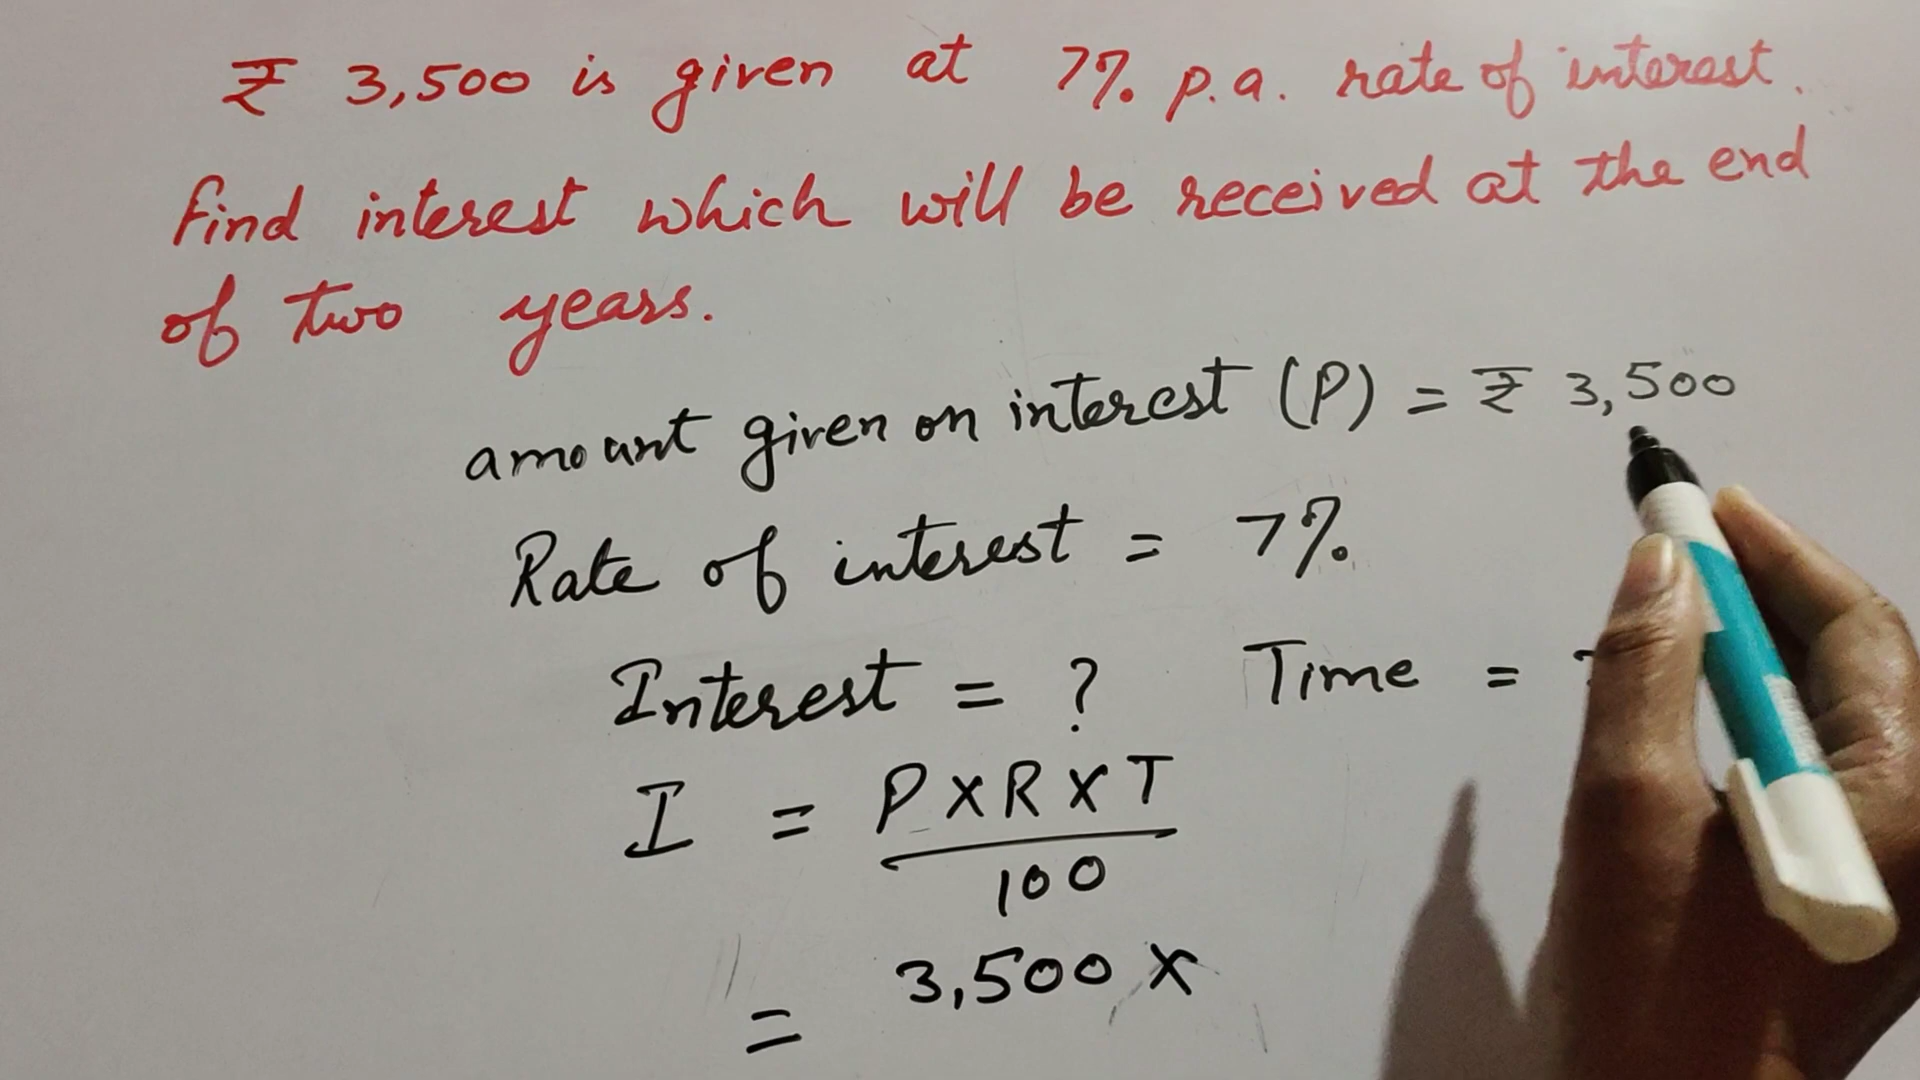 ₹ 3,500 is given at 7% p.a. rate of interest.
find interest which will be received at the end
of two years.
amount given on interest (P) = ₹ 3,500
Rate of interest = 7%
Interest = ? Time =
I = P X R X T
100
= 3,500 X